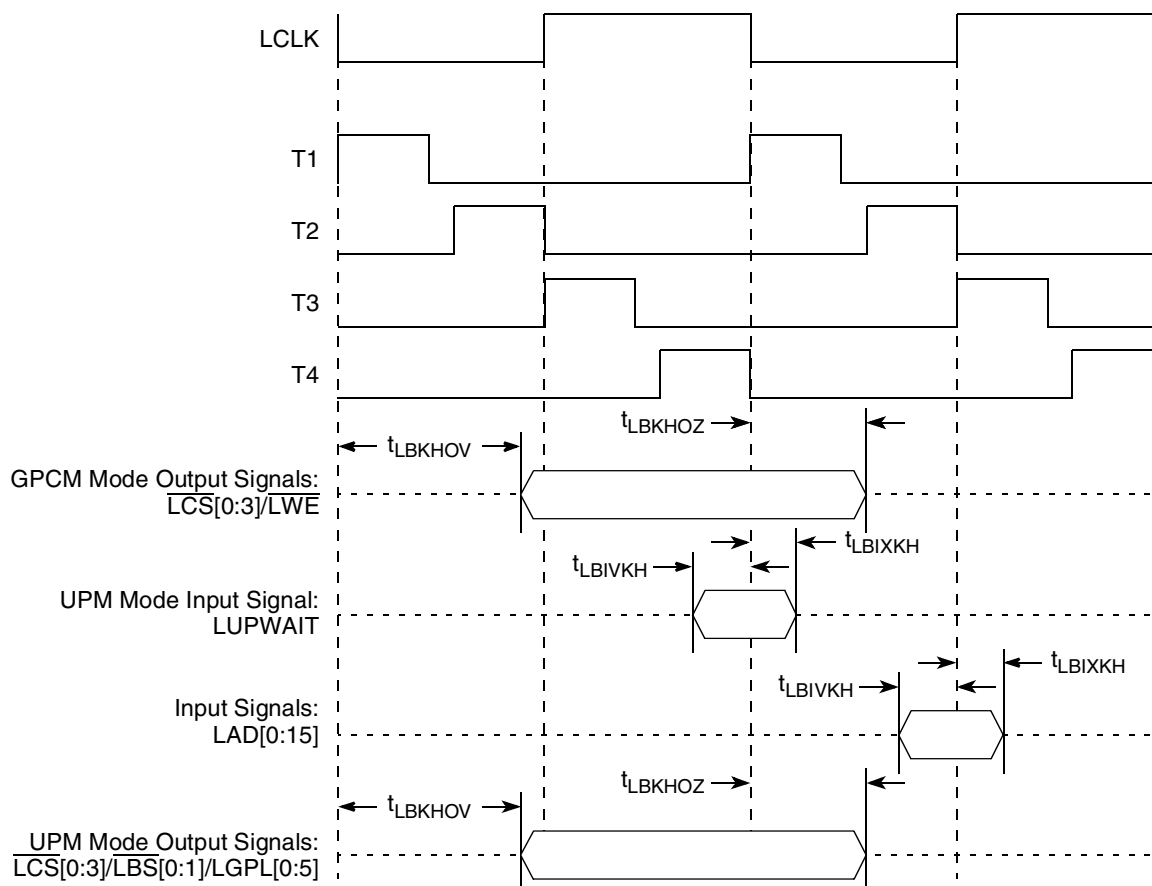 LCLK
T1
T2
T3
T4
tLBKHOZ
tLBKHOV
GPCM Mode Output Signals:
LCS[0:3]/LWE
tLBIXKH
tLBIVKH
UPM Mode Input Signal:
LUPWAIT
tLBIXKH
tLBIVKH
Input Signals:
LAD[0:15]
tLBKHOZ
tLBKHOV
UPM Mode Output Signals:
LCS[0:3]/LBS[0:1]/LGPL[0:5]